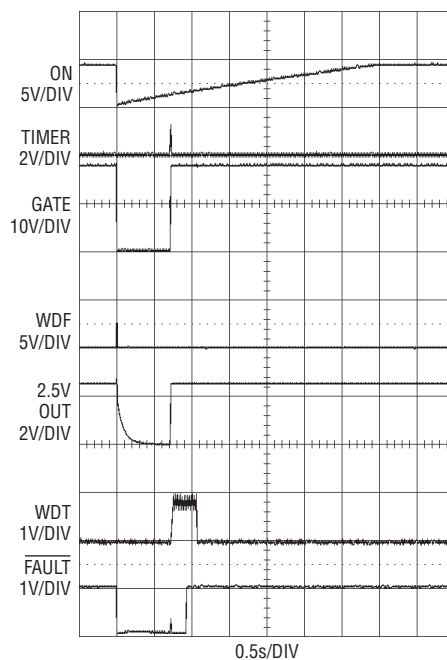 ON
5V/DIV
TIMER
2V/DIV
GATE
10V/DIV
WDF
5V/DIV
2.5V
OUT
2V/DIV
WDT
1V/DIV
FAULT
1V/DIV
0.5s/DIV